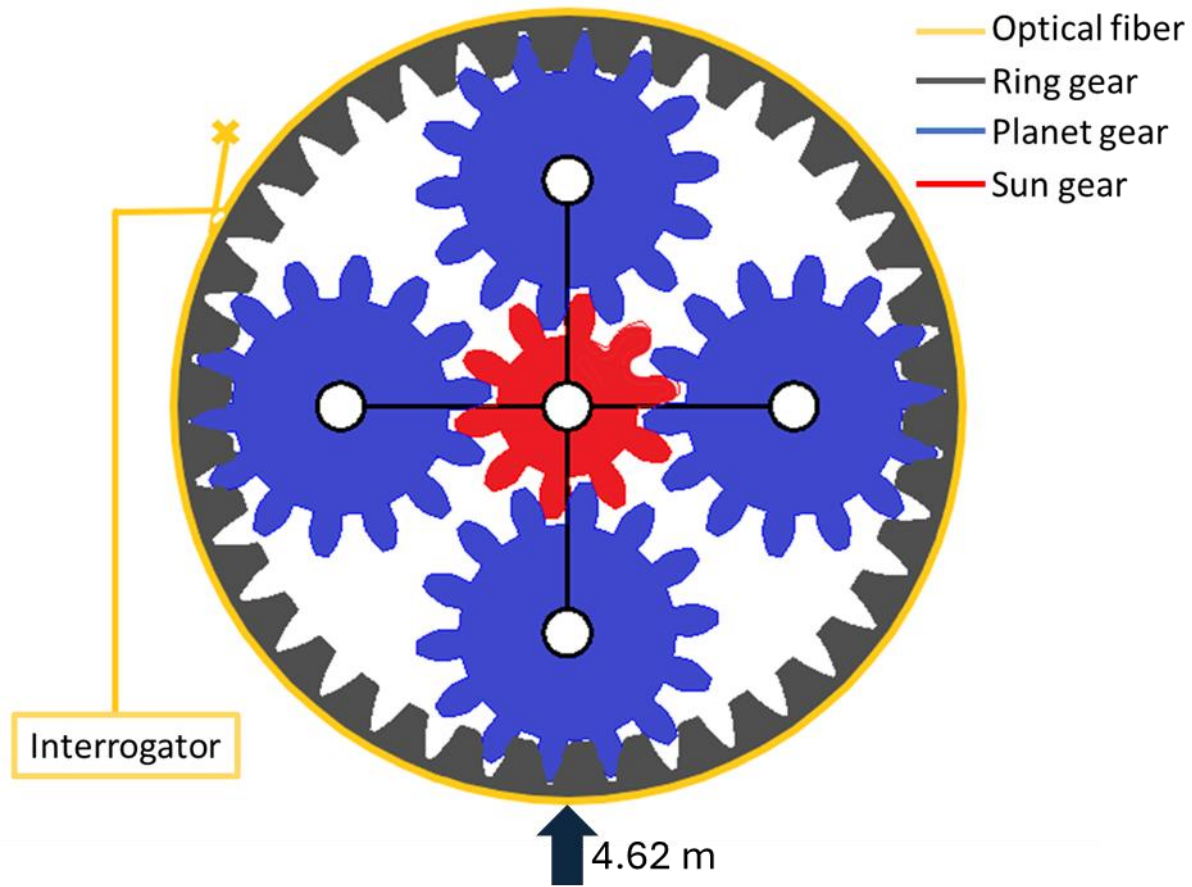 Optical fiber
Ring gear
Planet gear
Sun gear
Interrogator
4.62 m